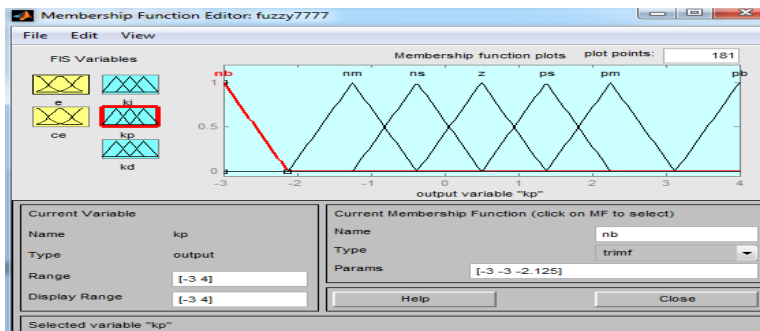 Membership Function Editor: fuzzy7777
File Edit View
FIS Variables
e
ki
ce
kp
kd
Membership function plots
plot points:
181
nb nm ns z ps pm pb
1
0.5
0
-3 -2 -1 0 1 2 3 4
output variable "kp"
Current Variable
Name kp
Type output
Range [-3 4]
Display Range [-3 4]
Current Membership Function (click on MF to select)
Name nb
Type trimf
Params [-3 -3 -2.125]
Help
Close
Selected variable "kp"